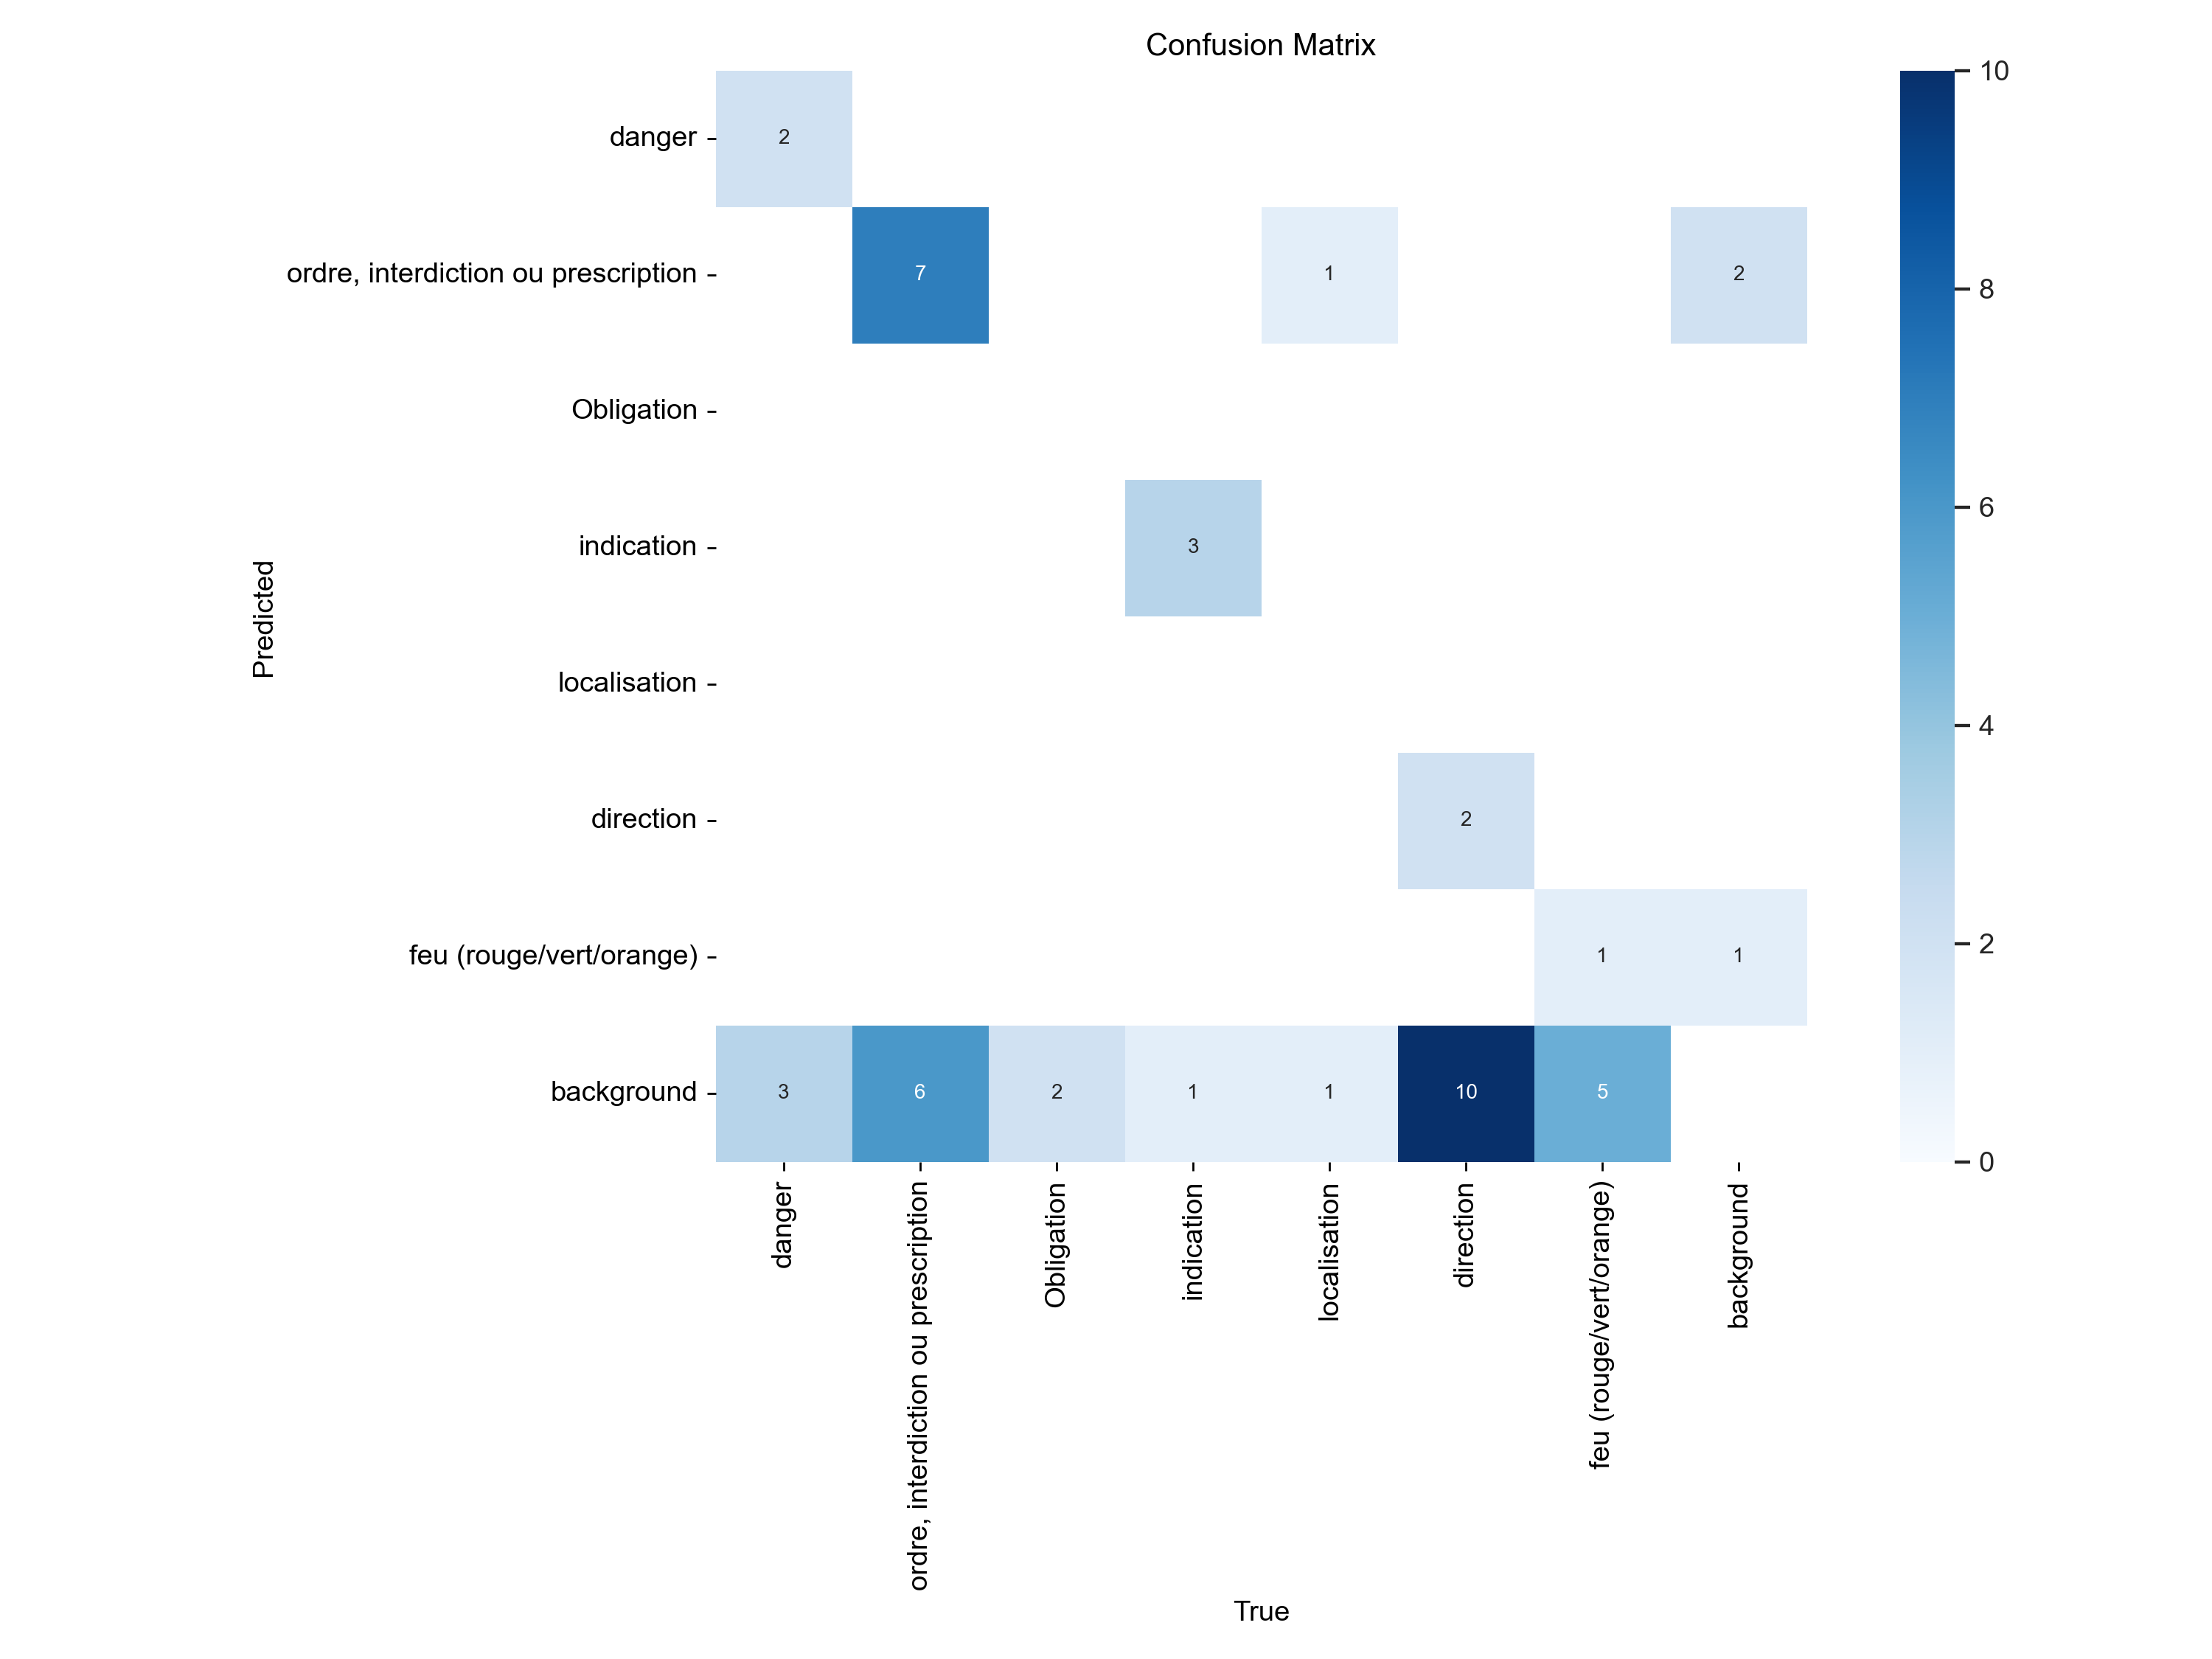 Confusion Matrix
danger
2
ordre, interdiction ou prescription
7
1
2
Obligation
indication
3
localisation
direction
2
feu (rouge/vert/orange)
1
1
background
3
6
2
1
1
10
5
Predicted
danger
ordre, interdiction ou prescription
Obligation
indication
localisation
direction
feu (rouge/vert/orange)
background
True
10
8
6
4
2
0